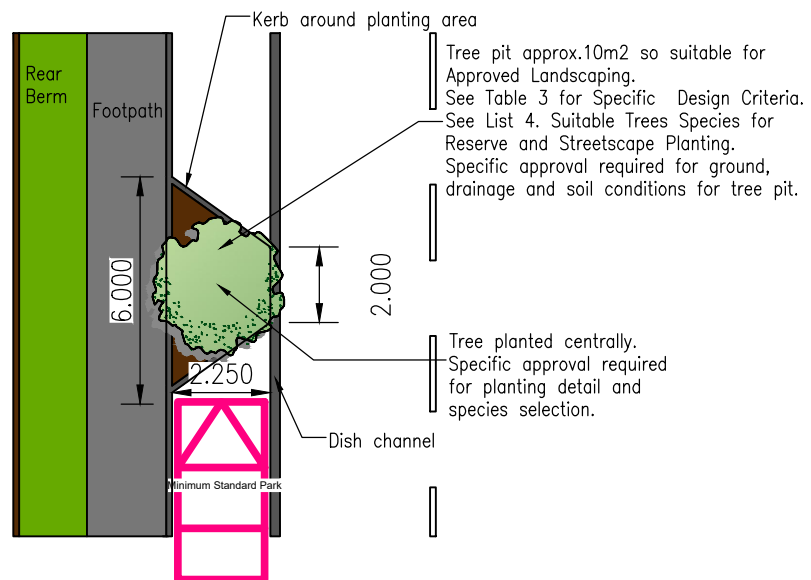 Kerb around planting area
Tree pit approx.10m2 so suitable for
Approved Landscaping.
See Table 3 for Specific Design Criteria.
See List 4. Suitable Trees Species for
Reserve and Streetscape Planting.
Specific approval required for ground,
drainage and soil conditions for tree pit.
Rear
Berm
Footpath
6.000
2.000
2.250
Tree planted centrally.
Specific approval required
for planting detail and
species selection.
Dish channel
Minimum Standard Park